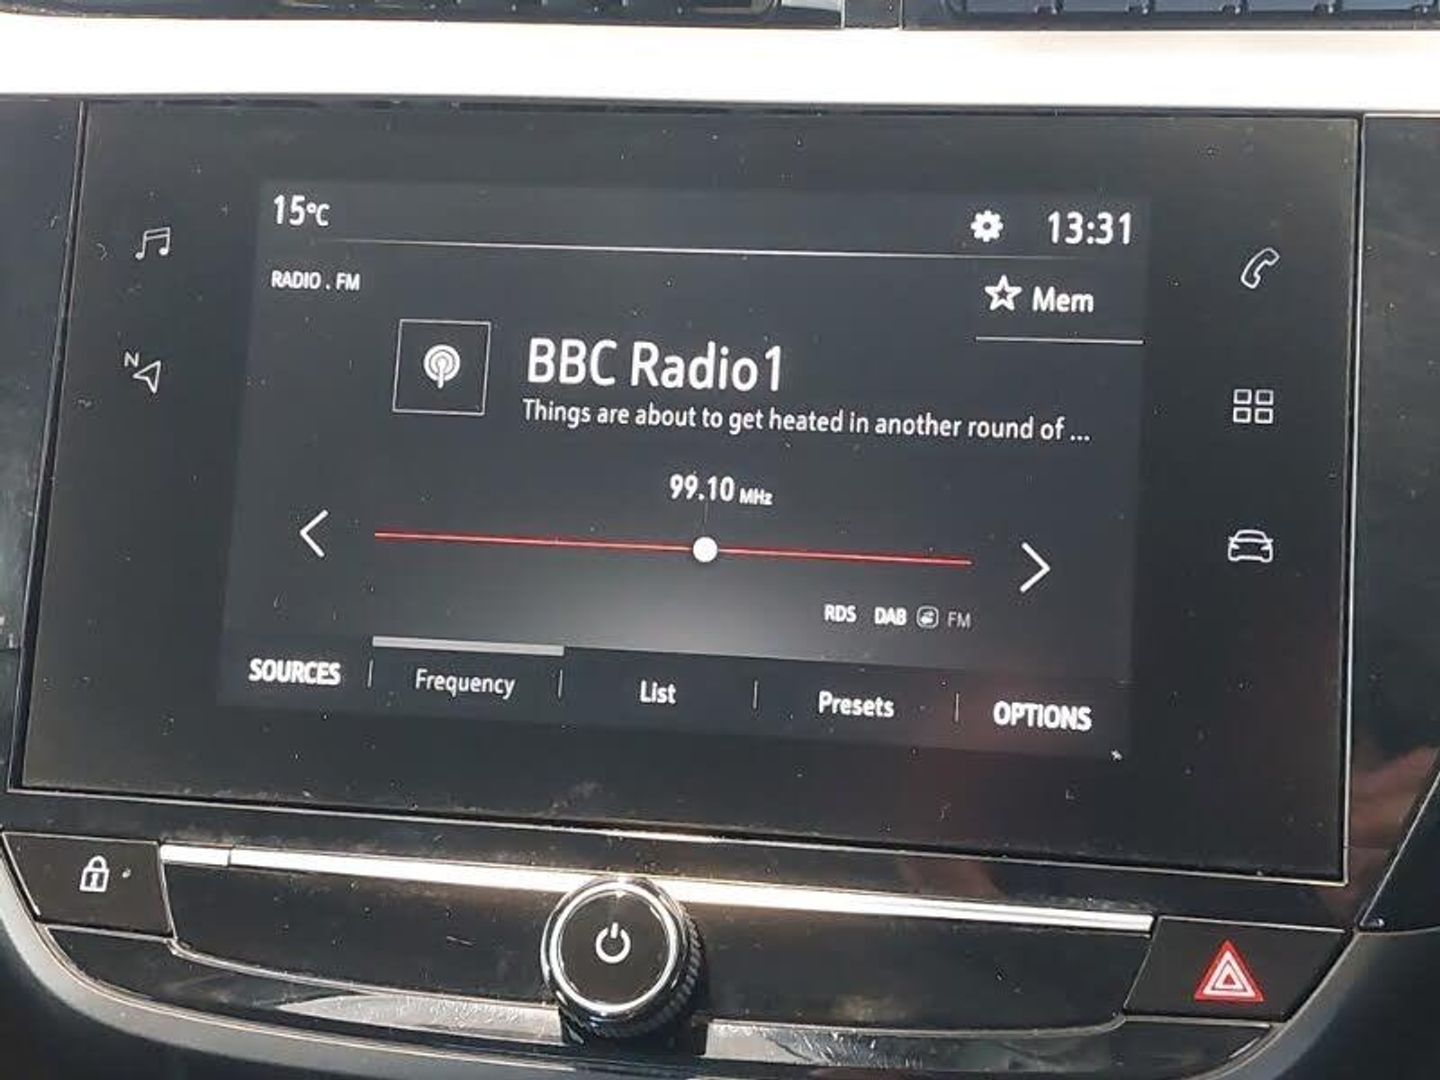 15°C
13:31
RADIO . FM
Mem
N
BBC Radio1
Things are about to get heated in another round of ...
99.10 MHz
RDS DAB FM
SOURCES Frequency List Presets OPTIONS